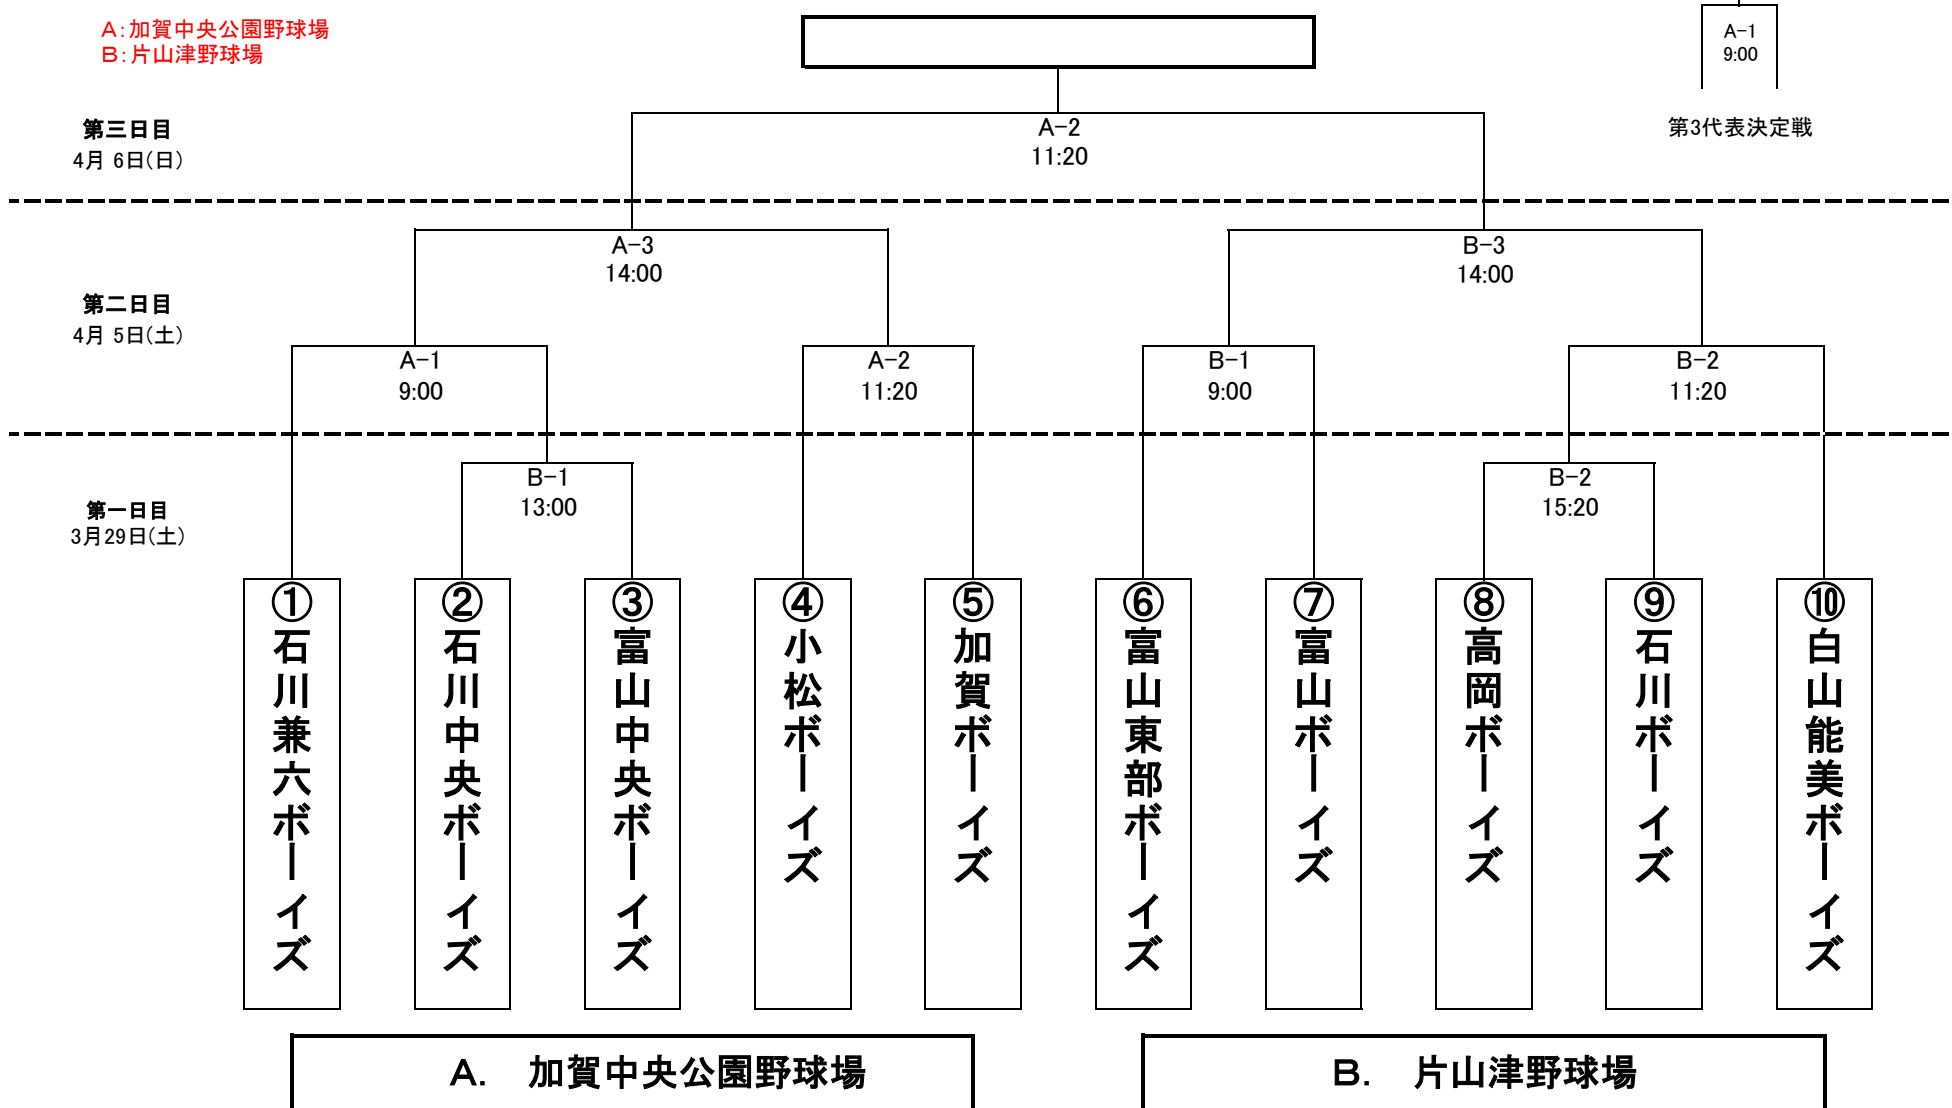 A:加賀中央公園野球場
B:片山津野球場
A-1
9:00
第3代表決定戦
第三日目
4月 6日(日)
A-2
11:20
第二日目
4月 5日(土)
A-3
14:00
B-3
14:00
A-1
9:00
A-2
11:20
B-1
9:00
B-2
11:20
第一日目
3月29日(土)
B-1
13:00
B-2
15:20
①石川兼六ボーイズ
②石川中央ボーイズ
③富山中央ボーイズ
④小松ボーイズ
⑤加賀ボーイズ
⑥富山東部ボーイズ
⑦富山ボーイズ
⑧高岡ボーイズ
⑨石川ボーイズ
⑩白山能美ボーイズ
A. 加賀中央公園野球場
B. 片山津野球場